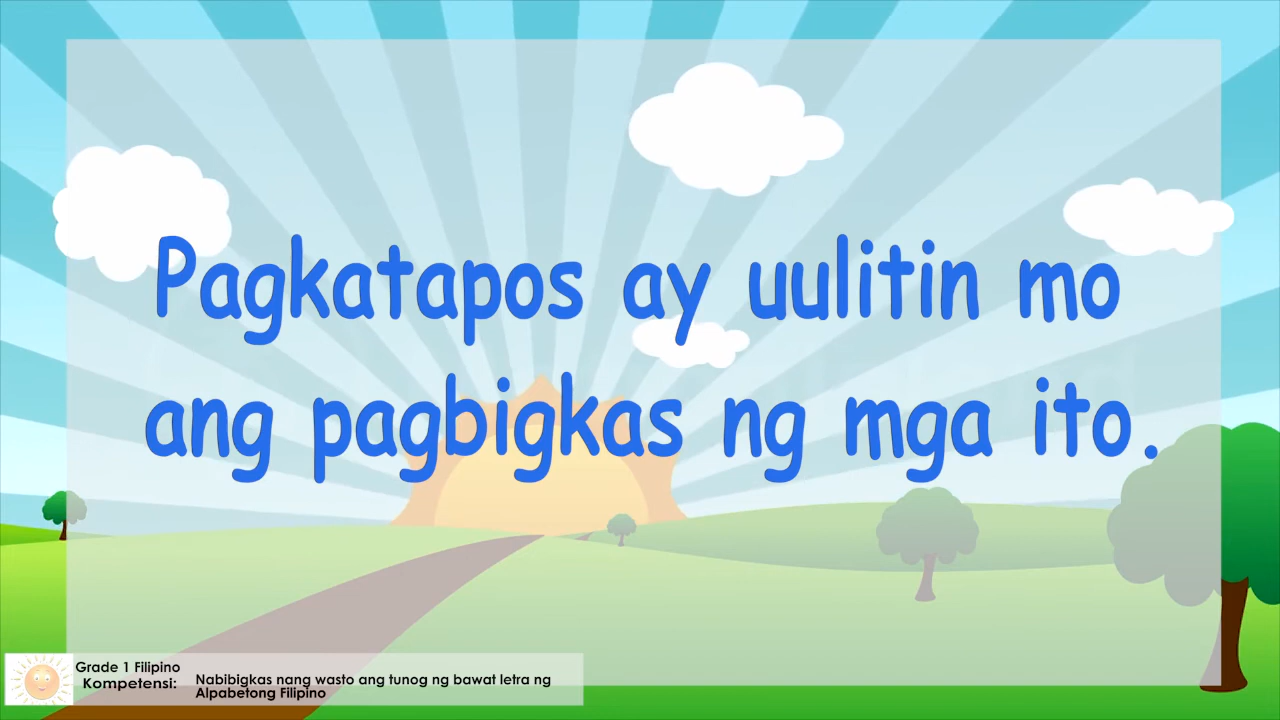 Pagkatapos ay uulitin mo
ang pagbigkas ng mga ito.
Grade 1 Filipino
Kompetensi: Nabibigkas nang wasto ang tunog ng bawat letra ng
Alpabetong Filipino